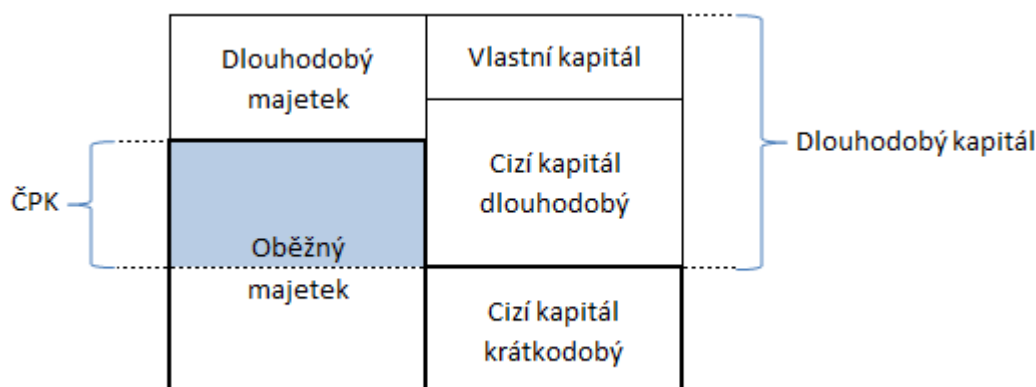 Dlouhodobý
majetek
Vlastní kapitál
Dlouhodobý kapitál
Cizí kapitál
dlouhodobý
ČPK
Oběžný
majetek
Cizí kapitál
krátkodobý